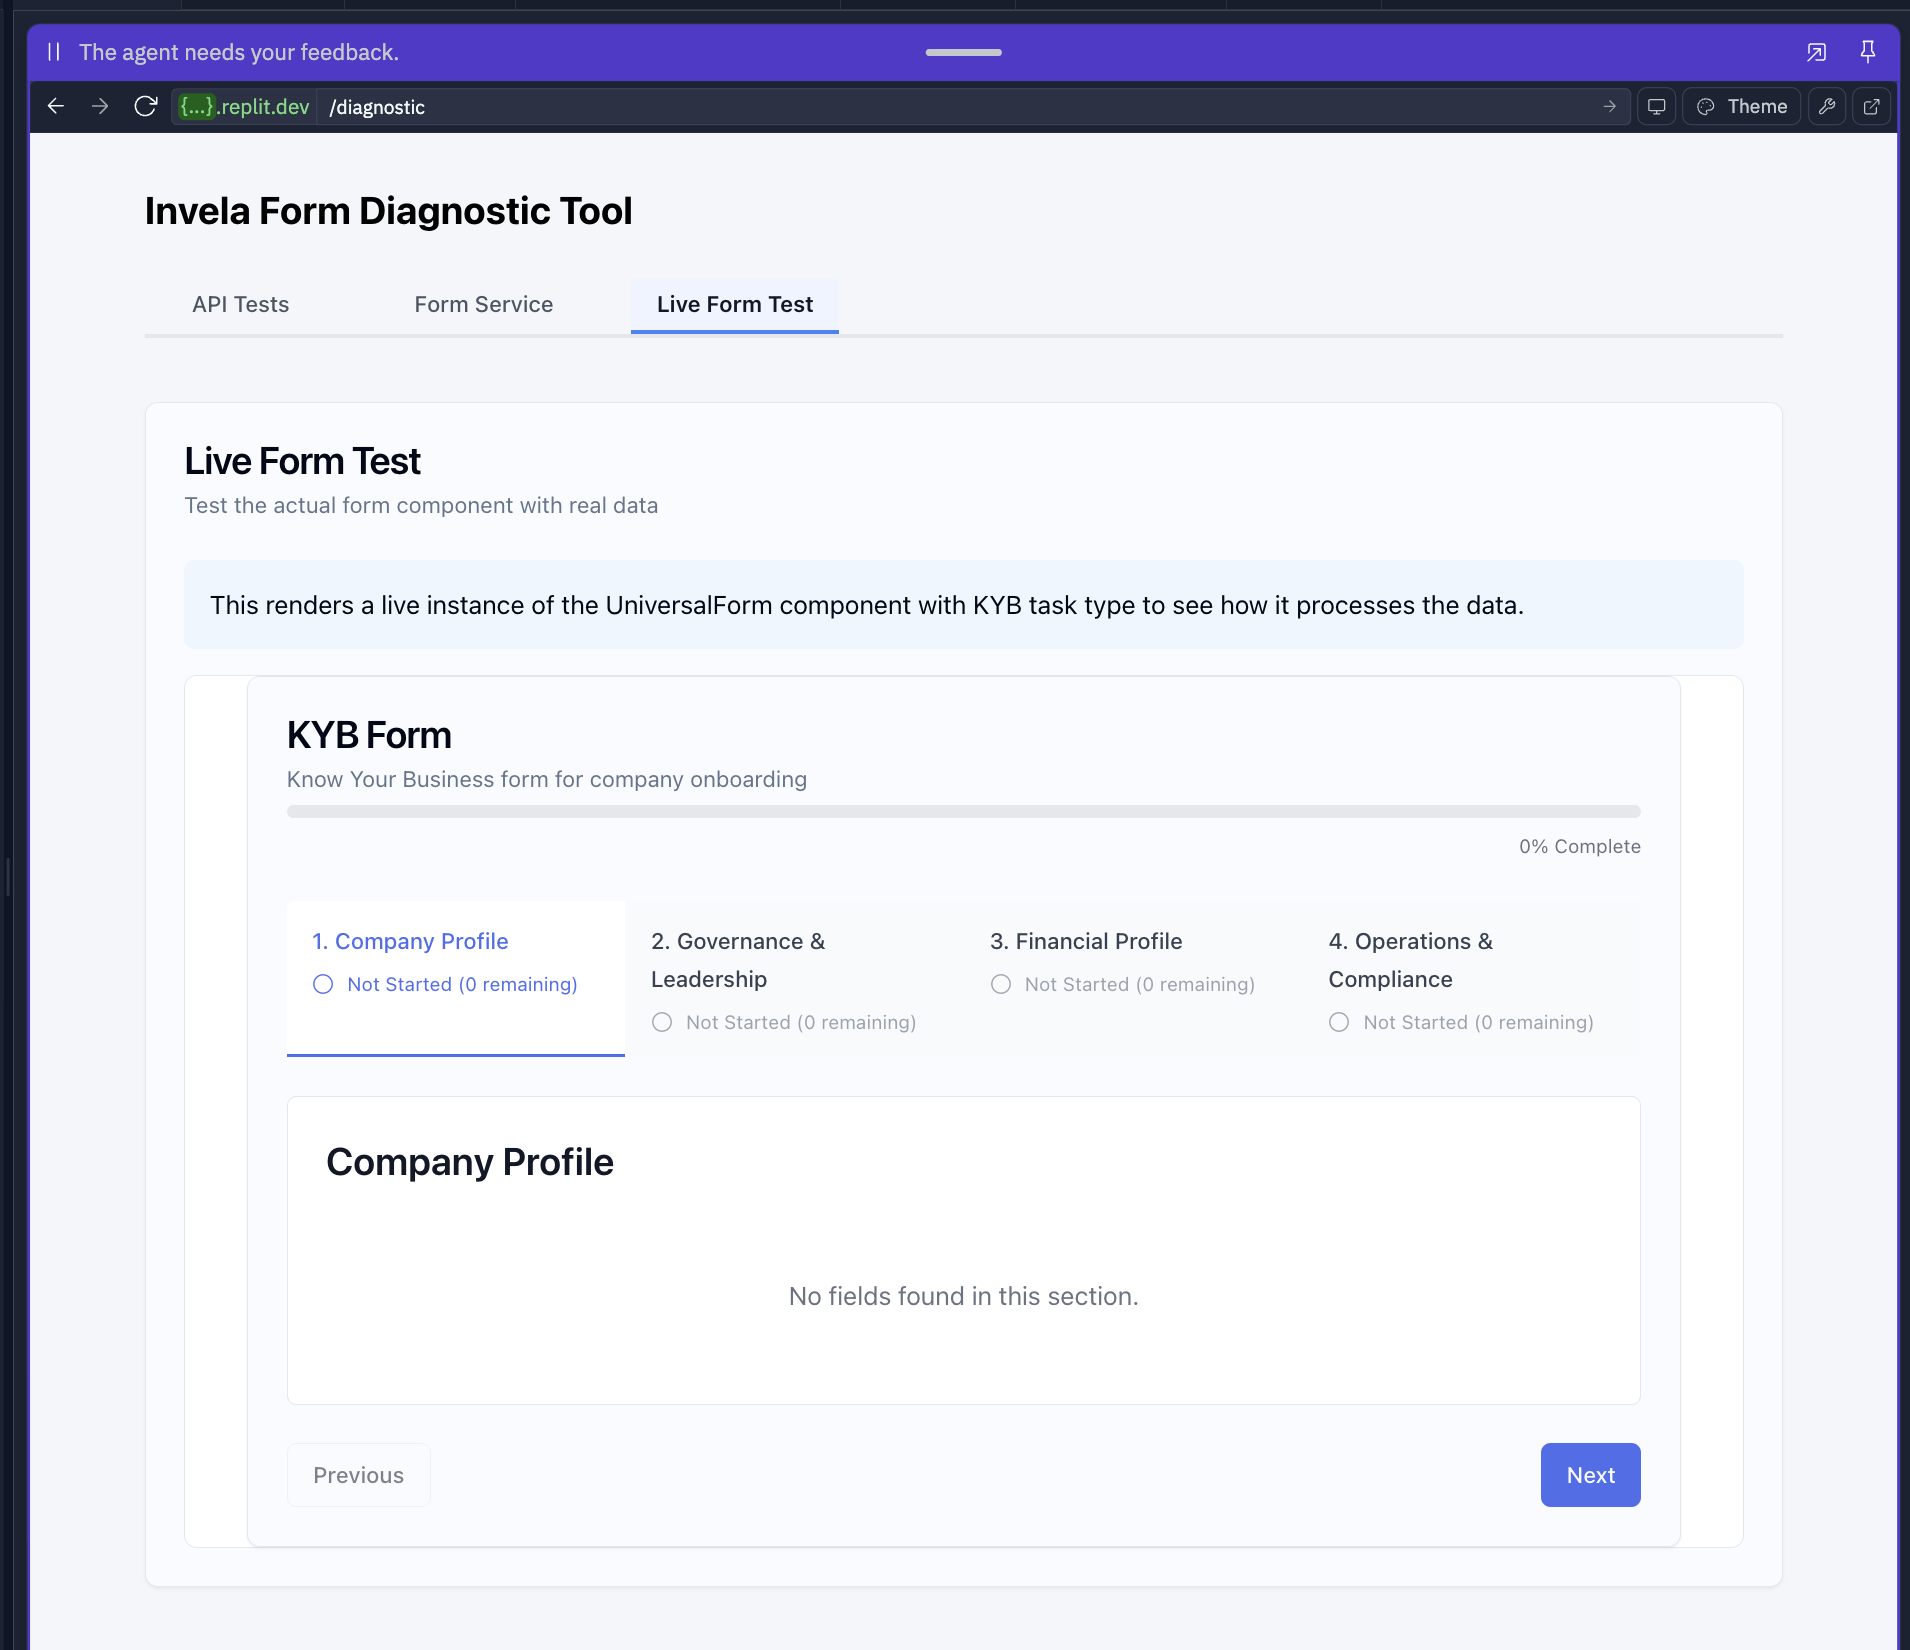 The agent needs your feedback.
{...}.replit.dev /diagnostic
Theme
Invela Form Diagnostic Tool
API Tests
Form Service
Live Form Test
Live Form Test
Test the actual form component with real data
This renders a live instance of the UniversalForm component with KYB task type to see how it processes the data.
KYB Form
Know Your Business form for company onboarding
0% Complete
1. Company Profile
Not Started (0 remaining)
2. Governance &
Leadership
Not Started (0 remaining)
3. Financial Profile
Not Started (0 remaining)
4. Operations &
Compliance
Not Started (0 remaining)
Company Profile
No fields found in this section.
Previous
Next